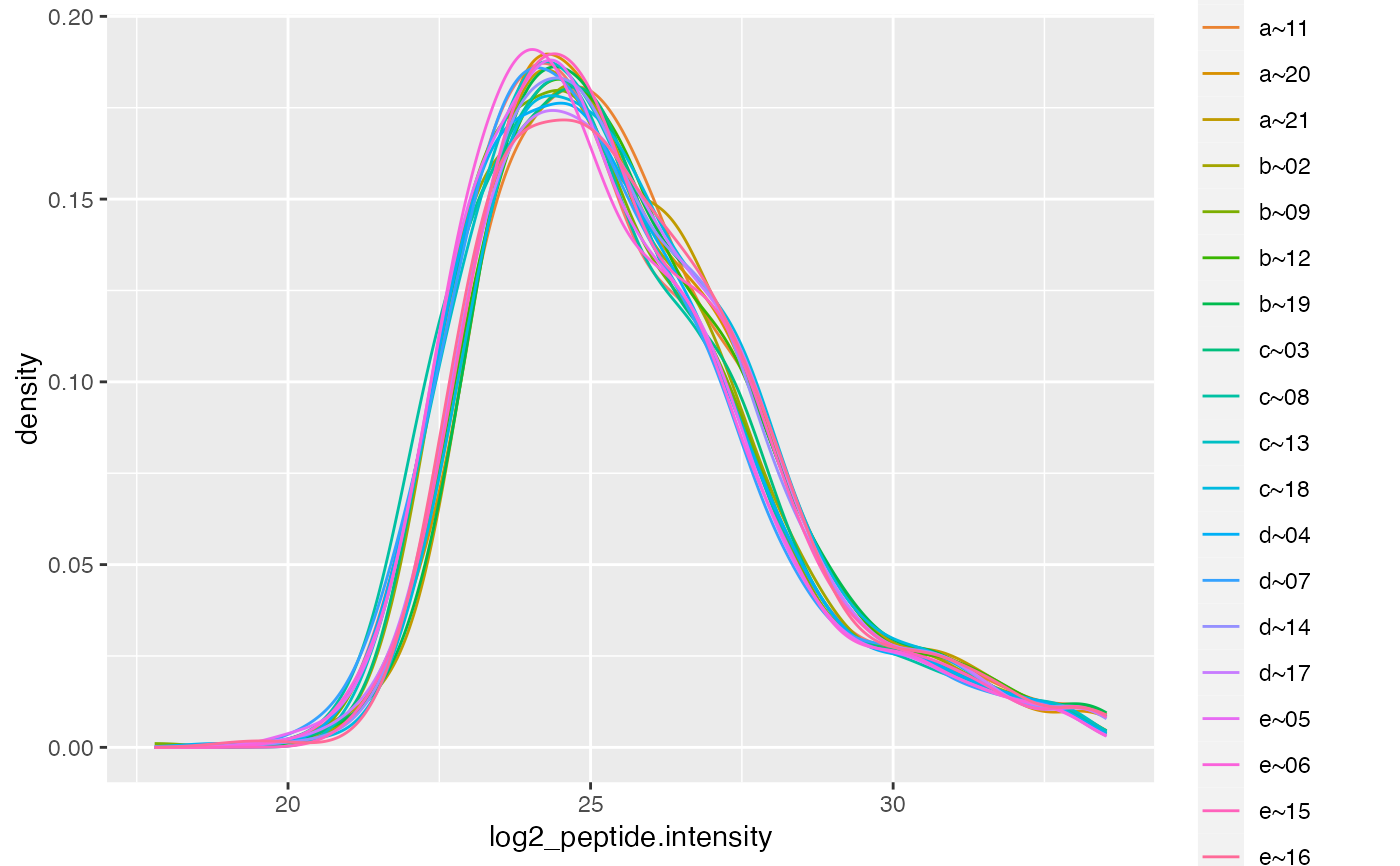 0.20
0.15
0.10
0.05
0.00
density
20 25 30
log2_peptide.intensity
a~11
a~20
a~21
b~02
b~09
b~12
b~19
c~03
c~08
c~13
c~18
d~04
d~07
d~14
d~17
e~05
e~06
e~15
e~16